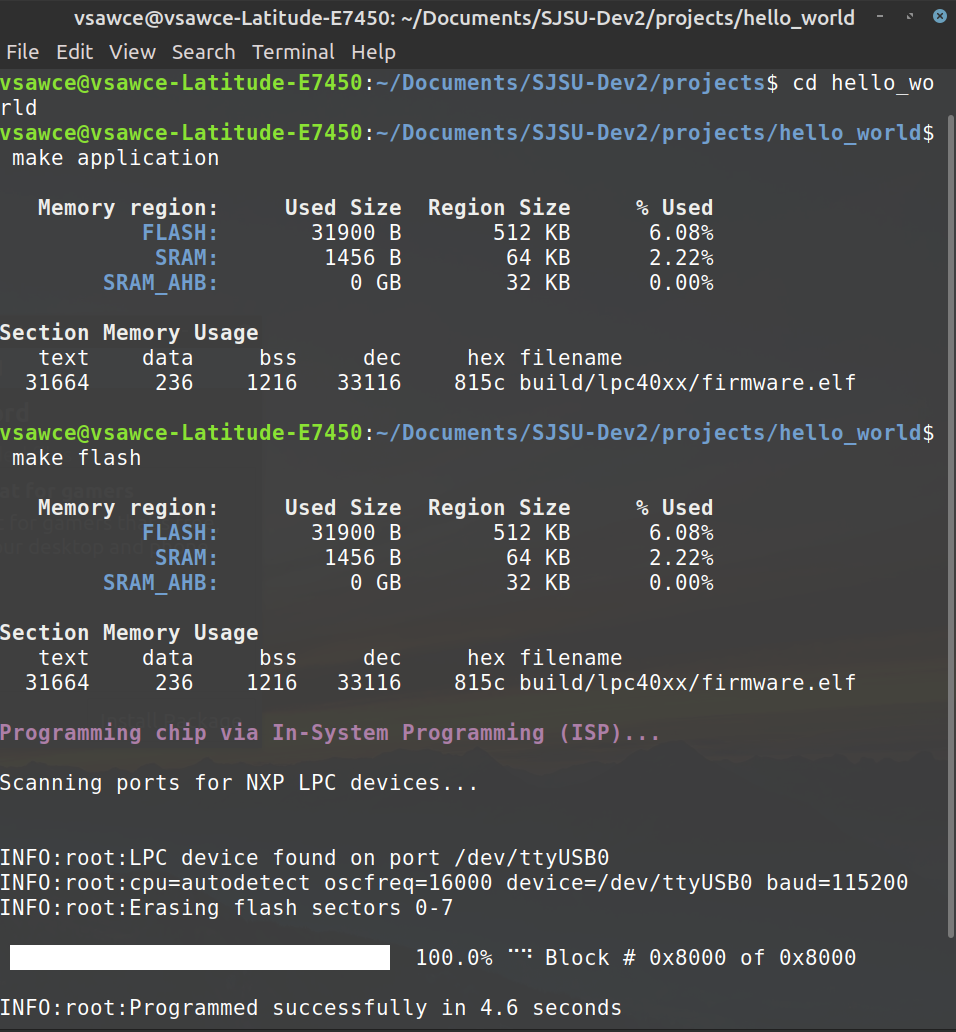 vsawce@vsawce-Latitude-E7450: ~/Documents/SJSU-Dev2/projects/hello_world
File Edit View Search Terminal Help
vsawce@vsawce-Latitude-E7450:~/Documents/SJSU-Dev2/projects$ cd hello_wo
rld
vsawce@vsawce-Latitude-E7450:~/Documents/SJSU-Dev2/projects/hello_world$
 make application

   Memory region:     Used Size  Region Size     % Used
           FLASH:       31900 B       512 KB      6.08%
            SRAM:        1456 B        64 KB      2.22%
        SRAM_AHB:          0 GB        32 KB      0.00%

Section Memory Usage
   text    data     bss     dec     hex filename
  31664     236    1216   33116    815c build/lpc40xx/firmware.elf

vsawce@vsawce-Latitude-E7450:~/Documents/SJSU-Dev2/projects/hello_world$
 make flash

   Memory region:     Used Size  Region Size     % Used
           FLASH:       31900 B       512 KB      6.08%
            SRAM:        1456 B        64 KB      2.22%
        SRAM_AHB:          0 GB        32 KB      0.00%

Section Memory Usage
   text    data     bss     dec     hex filename
  31664     236    1216   33116    815c build/lpc40xx/firmware.elf

Programming chip via In-System Programming (ISP)...

Scanning ports for NXP LPC devices...

INFO:root:LPC device found on port /dev/ttyUSB0
INFO:root:cpu=autodetect oscfreq=16000 device=/dev/ttyUSB0 baud=115200
INFO:root:Erasing flash sectors 0-7

100.0% Block # 0x8000 of 0x8000

INFO:root:Programmed successfully in 4.6 seconds